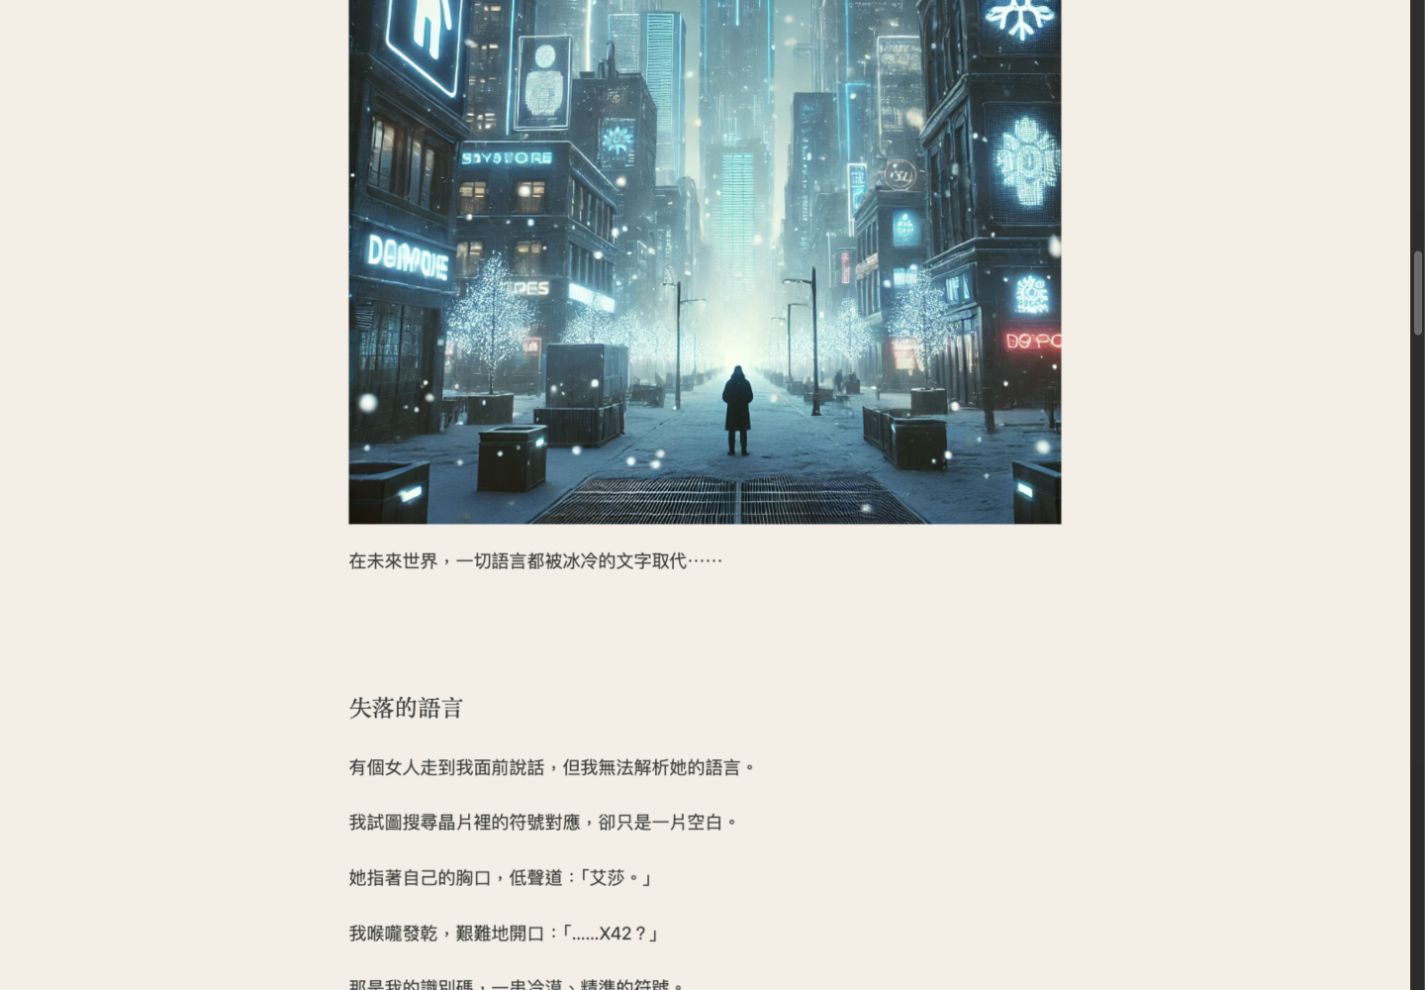 SYYSUORE
DOMPQIE
DES
DO'PO
在未來世界，一切語言都被冰冷的文字取代⋯⋯
失落的語言
有個女人走到我面前說話，但我無法解析她的語言。
我試圖搜尋晶片裡的符號對應，卻只是一片空白。
她指著自己的胸口，低聲道：「艾莎。」
我喉嚨發乾，艱難地開口：「......X42？」
那是我的識別碼，一串冷漠、精準的符號。